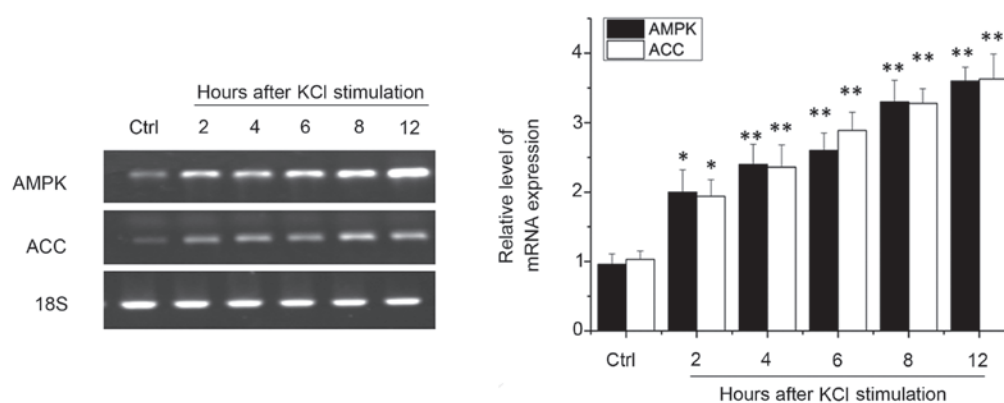 Hours after KCl stimulation
Ctrl 2 4 6 8 12
AMPK
ACC
18S
AMPK
ACC
Relative level of
mRNA expression
4
3
2
1
0
* * ** ** ** ** ** ** ** **
Ctrl 2 4 6 8 12
Hours after KCl stimulation